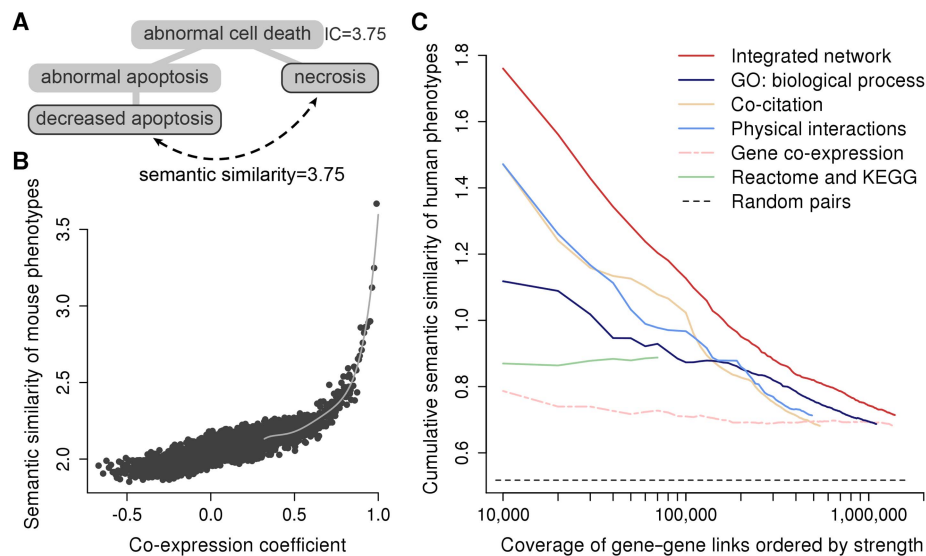 A
abnormal cell death IC=3.75
abnormal apoptosis
necrosis
decreased apoptosis
semantic similarity=3.75
B
Semantic similarity of mouse phenotypes
3.5
3.0
2.5
2.0
-0.5 0.0 0.5 1.0
Co-expression coefficient
C
Cumulative semantic similarity of human phenotypes
1.8
1.6
1.4
1.2
1.0
0.8
0.6
Integrated network
GO: biological process
Co-citation
Physical interactions
Gene co-expression
Reactome and KEGG
Random pairs
10,000 100,000 1,000,000
Coverage of gene-gene links ordered by strength